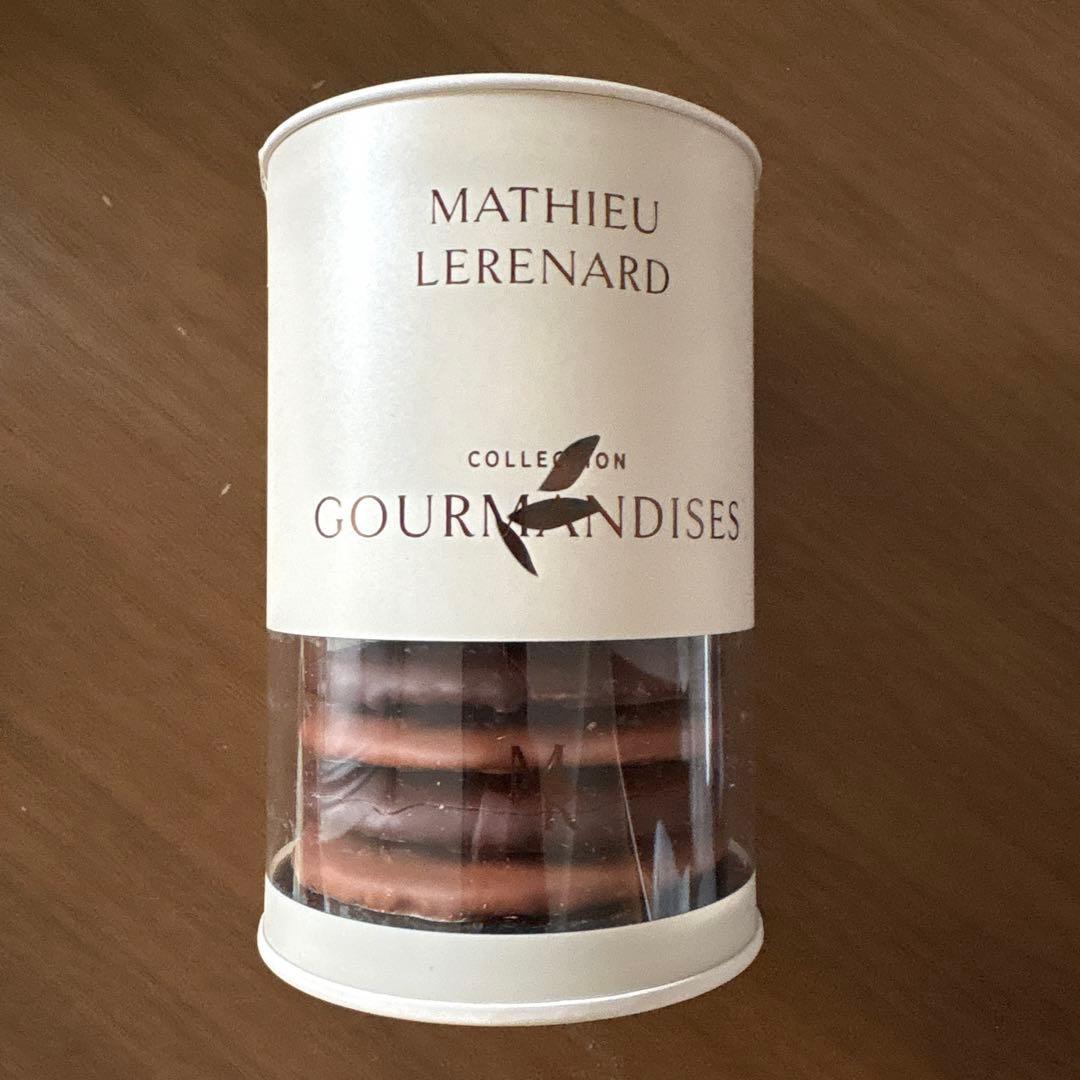 MATHIEU
LERENARD
COLLECTION
GOURMANDISES
M